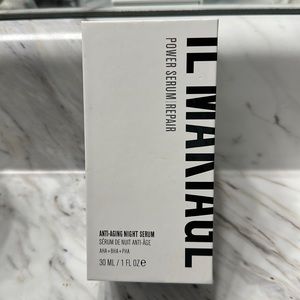 IL MAKIAGE
POWER SERUM REPAIR
ANTI-AGING NIGHT SERUM
SÉRUM DE NUIT ANTI-ÂGE
AHA+BHA+PHA
30 ML / 1 FL OZ ℮